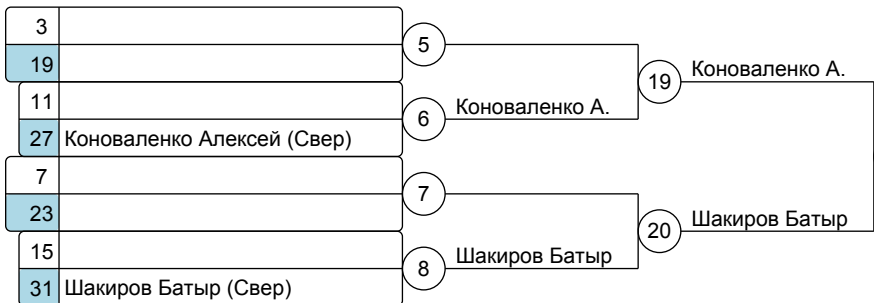 3
5
19
Коноваленко А.
19
11
6
Коноваленко А.
27 Коноваленко Алексей (Свер)
7
7
23
Шакиров Батыр
20
15
8
Шакиров Батыр
31 Шакиров Батыр (Свер)